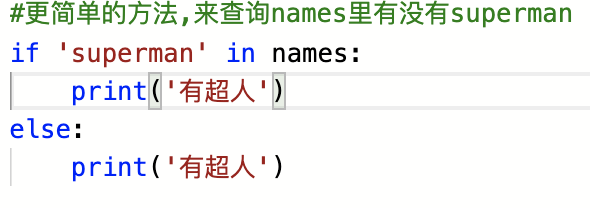 #更简单的方法,来查询names里有没有superman
if 'superman' in names:
    print('有超人')
else:
    print('有超人')